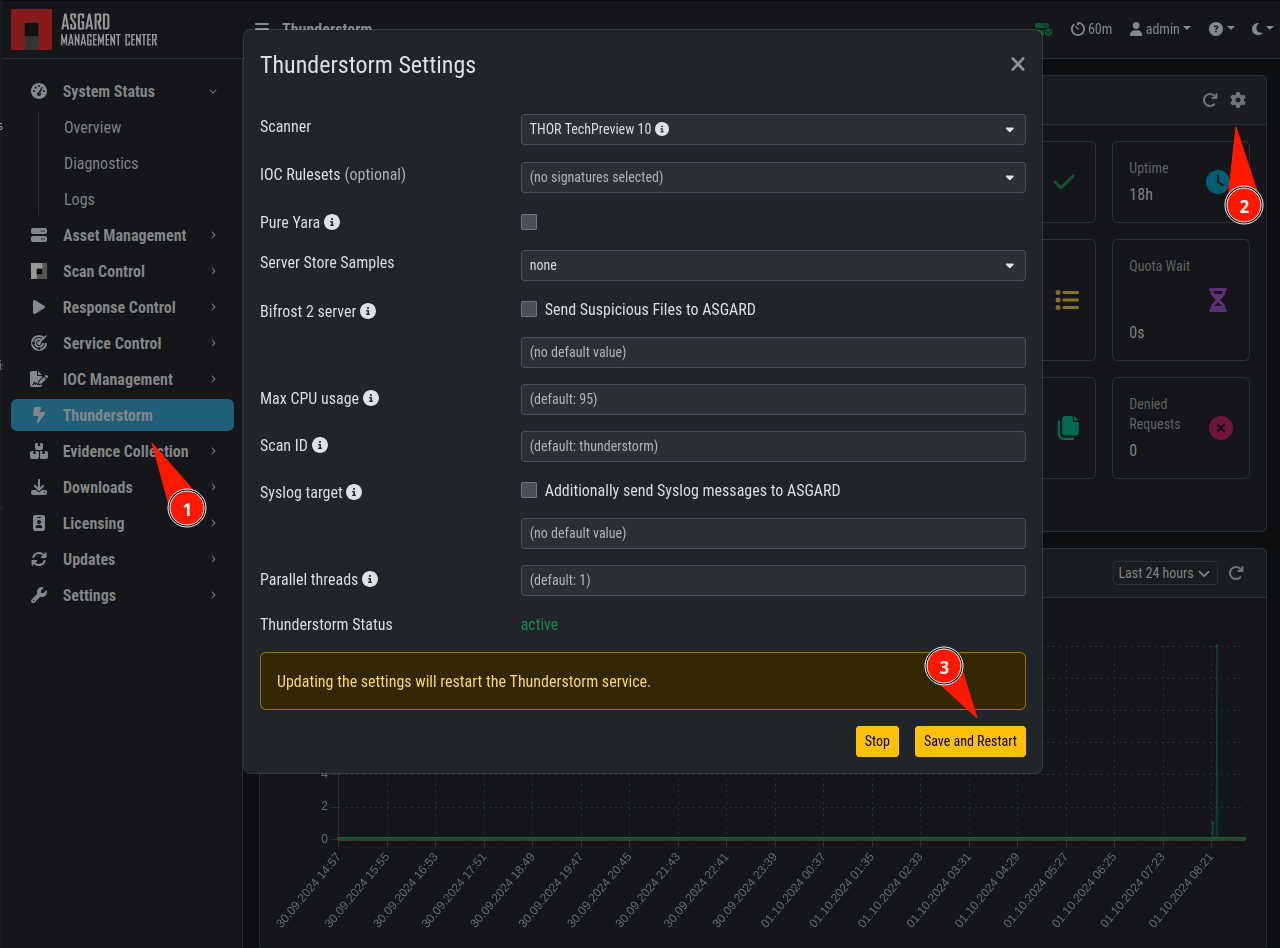 ASGARD
MANAGEMENT CENTER
Thunderstorm
60m
admin
System Status
Overview
Diagnostics
Logs
Asset Management
Scan Control
Response Control
Service Control
IOC Management
Thunderstorm
Evidence Collection
Downloads
Licensing
Updates
Settings
1
Thunderstorm Settings
Scanner
THOR TechPreview 10
IOC Rulesets (optional)
(no signatures selected)
Pure Yara
Server Store Samples
none
Bifrost 2 server
Send Suspicious Files to ASGARD
(no default value)
Max CPU usage
(default: 95)
Scan ID
(default: thunderstorm)
Syslog target
Additionally send Syslog messages to ASGARD
(no default value)
Parallel threads
(default: 1)
Thunderstorm Status
active
Updating the settings will restart the Thunderstorm service.
3
Stop
Save and Restart
Uptime
18h
2
Quota Wait
0s
Denied
Requests
0
Last 24 hours
4
2
0
30.09.2024 14:57
30.09.2024 15:55
30.09.2024 16:53
30.09.2024 17:51
30.09.2024 18:49
30.09.2024 19:47
30.09.2024 20:45
30.09.2024 21:43
30.09.2024 22:41
30.09.2024 23:39
01.10.2024 00:37
01.10.2024 01:35
01.10.2024 02:33
01.10.2024 03:31
01.10.2024 04:29
01.10.2024 05:27
01.10.2024 06:25
01.10.2024 07:23
01.10.2024 08:21